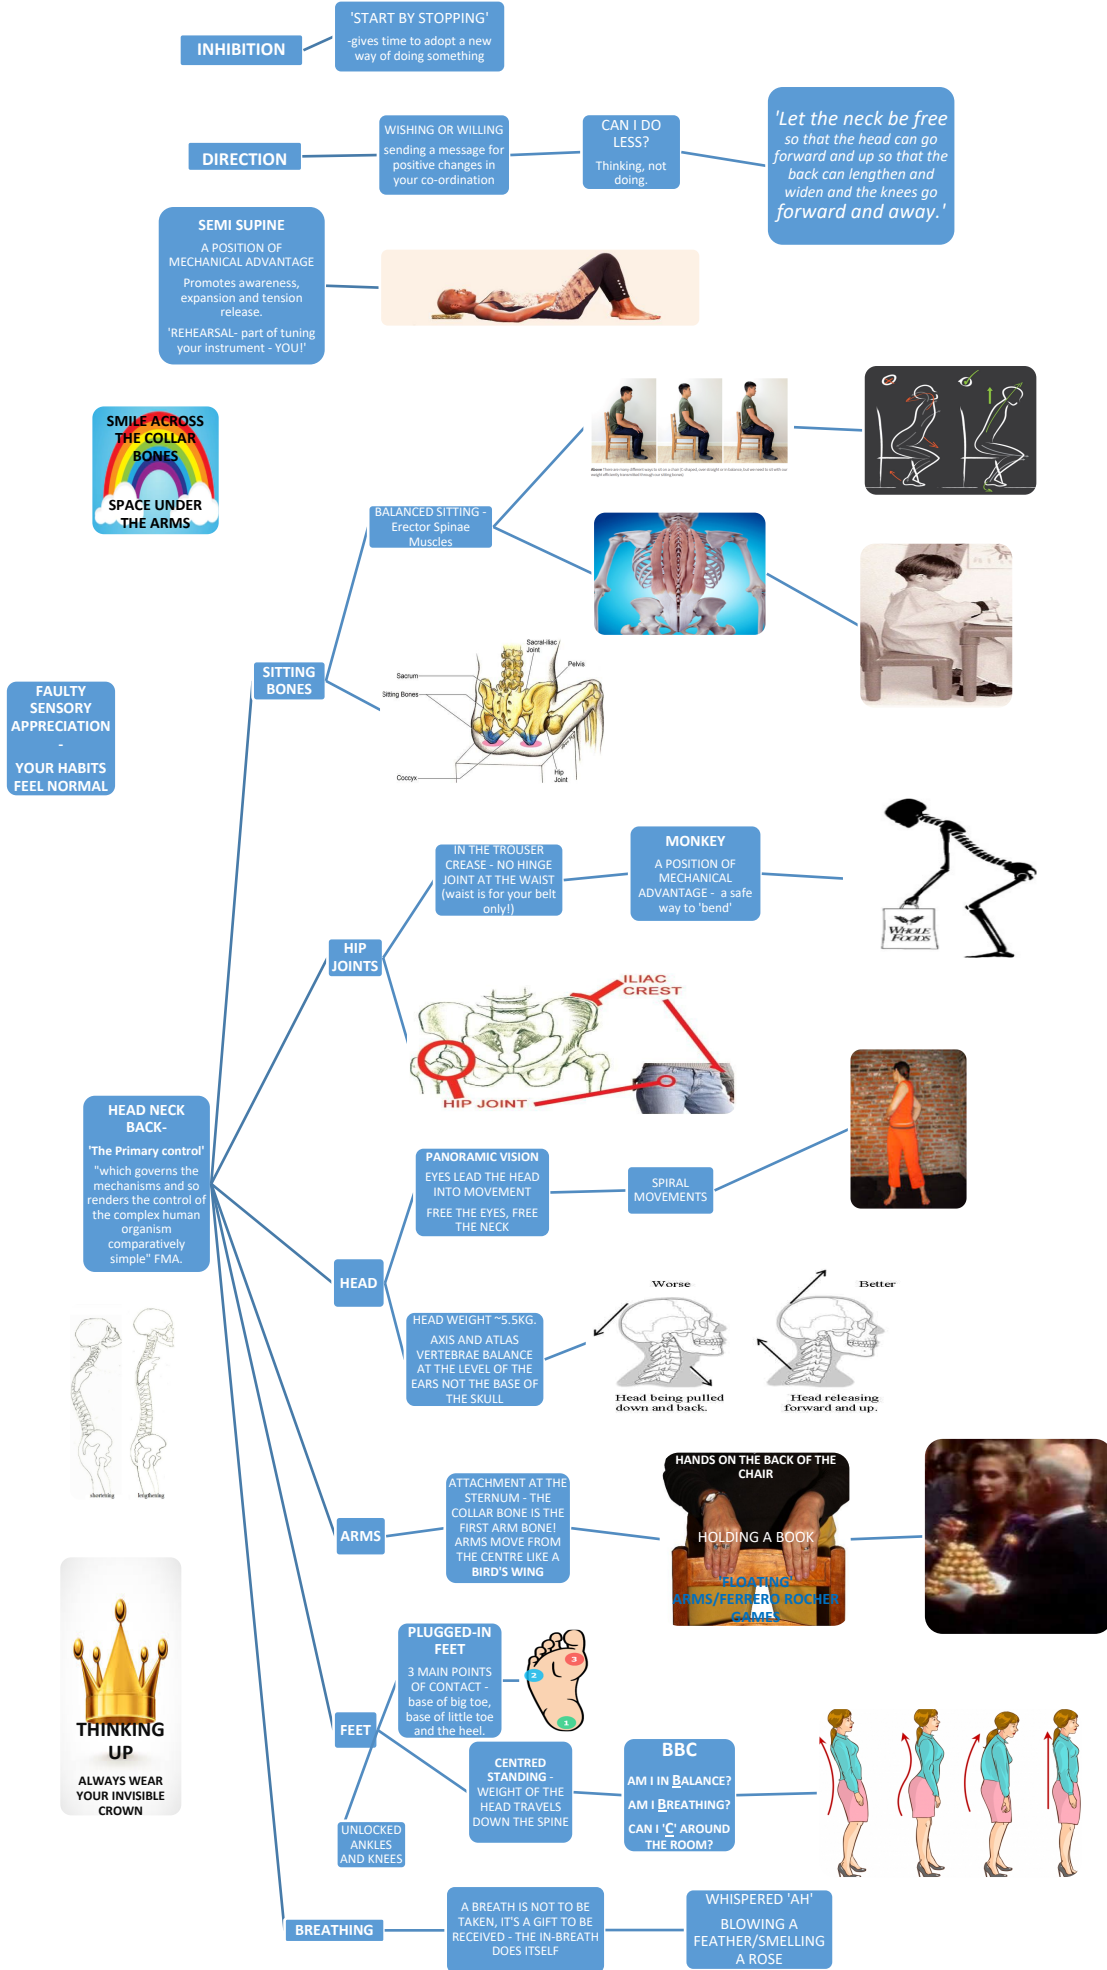 INHIBITION
'START BY STOPPING'
-gives time to adopt a new
way of doing something
DIRECTION
WISHING OR WILLING
sending a message for
positive changes in
your co-ordination
CAN I DO
LESS?
Thinking, not
doing.
'Let the neck be free
so that the head can go
forward and up so that the
back can lengthen and
widen and the knees go
forward and away.'
SEMI SUPINE
A POSITION OF
MECHANICAL ADVANTAGE
Promotes awareness,
expansion and tension
release.
'REHEARSAL- part of tuning
your instrument - YOU!'
SMILE ACROSS
THE COLLAR
BONES
SPACE UNDER
THE ARMS
FAULTY
SENSORY
APPRECIATION
-
YOUR HABITS
FEEL NORMAL
SITTING
BONES
BALANCED SITTING -
Erector Spinae
Muscles
Sacral-iliac
Joint
Pelvis
Sacrum
Sitting Bones
Coccyx
Hip
Joint
HIP
JOINTS
IN THE TROUSER
CREASE - NO HINGE
JOINT AT THE WAIST
(waist is for your belt
only!)
MONKEY
A POSITION OF
MECHANICAL
ADVANTAGE - a safe
way to 'bend'
WHOLE
FOODS
ILIAC
CREST
HIP JOINT
HEAD NECK
BACK-
'The Primary control'
"which governs the
mechanisms and so
renders the control of
the complex human
organism
comparatively
simple" FMA.
HEAD
PANORAMIC VISION
EYES LEAD THE HEAD
INTO MOVEMENT
FREE THE EYES, FREE
THE NECK
SPIRAL
MOVEMENTS
HEAD WEIGHT ~5.5KG.
AXIS AND ATLAS
VERTEBRAE BALANCE
AT THE LEVEL OF THE
EARS NOT THE BASE OF
THE SKULL
Worse
Head being pulled
down and back.
Better
Head releasing
forward and up.
shortening
lengthening
ARMS
ATTACHMENT AT THE
STERNUM - THE
COLLAR BONE IS THE
FIRST ARM BONE!
ARMS MOVE FROM
THE CENTRE LIKE A
BIRD'S WING
HANDS ON THE BACK OF THE
CHAIR
HOLDING A BOOK
'FLOATING'
ARMS/FERRERO ROCHER
GAMES
THINKING
UP
ALWAYS WEAR
YOUR INVISIBLE
CROWN
FEET
PLUGGED-IN
FEET
3 MAIN POINTS
OF CONTACT -
base of big toe,
base of little toe
and the heel.
3
2
1
CENTRED
STANDING -
WEIGHT OF THE
HEAD TRAVELS
DOWN THE SPINE
BBC
AM I IN BALANCE?
AM I BREATHING?
CAN I 'C' AROUND
THE ROOM?
UNLOCKED
ANKLES
AND KNEES
BREATHING
A BREATH IS NOT TO BE
TAKEN, IT'S A GIFT TO BE
RECEIVED - THE IN-BREATH
DOES ITSELF
WHISPERED 'AH'
BLOWING A
FEATHER/SMELLING
A ROSE